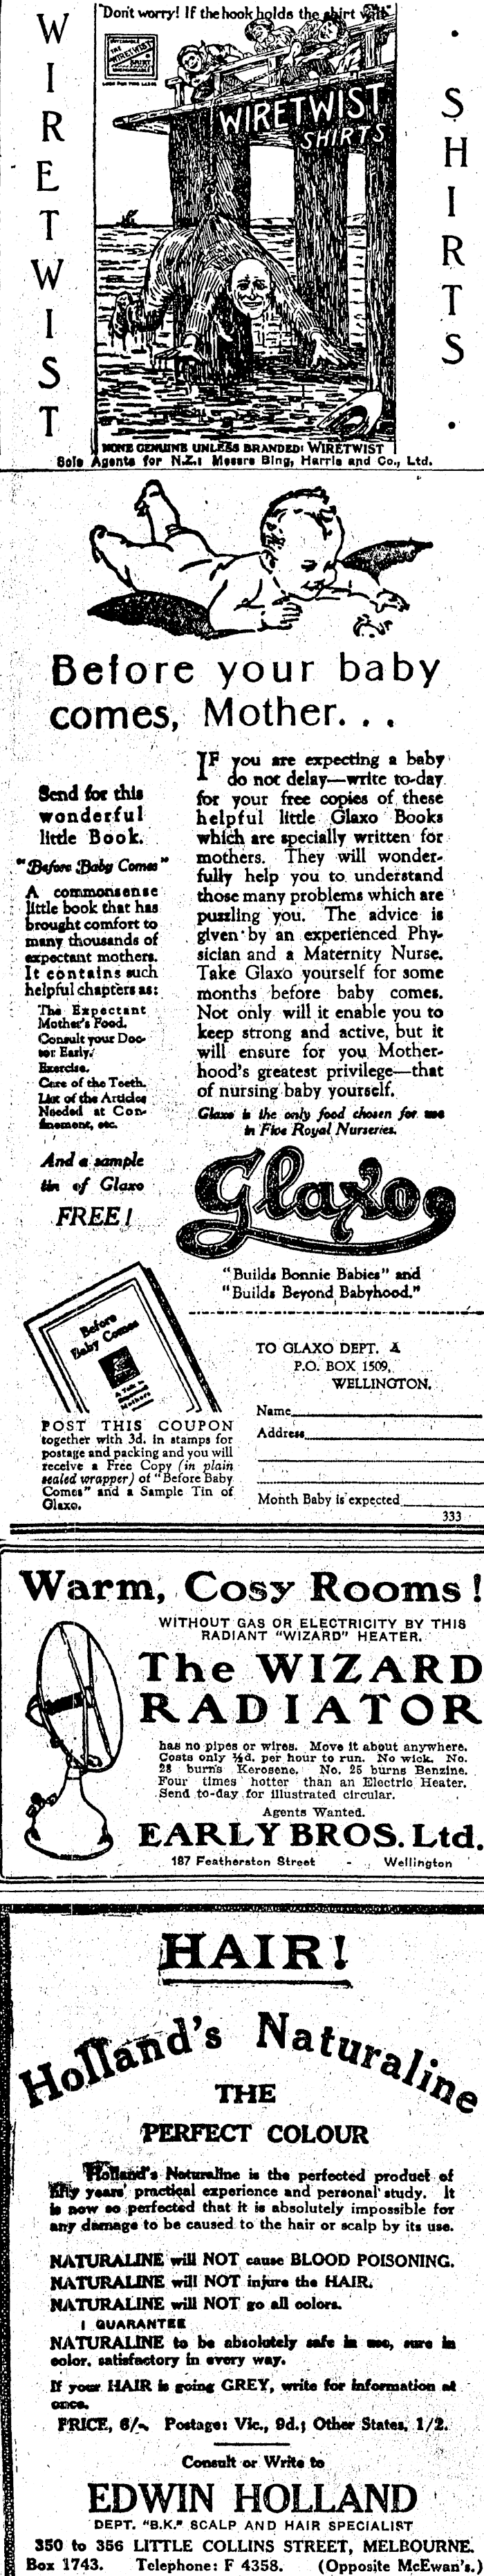 WIRETWIST
SHIRTS.
"Don't worry! If the hook holds the shirt will"
THE
WIRETWIST
SHIRT
WIRETWIST
SHIRTS
NONE GENUINE UNLESS BRANDED: WIRETWIST
Sole Agents for N.Z.: Messrs Bing, Harris and Co., Ltd.
Before your baby
comes, Mother...
Send for this
wonderful
little Book.
"Before Baby Comes"
A commonsense
little book that has
brought comfort to
many thousands of
expectant mothers.
It contains such
helpful chapters as:
The Expectant
Mother's Food.
Consult your Doc-
tor Early.
Exercise.
Care of the Teeth.
List of the Articles
Needed at Con-
finement, etc.
And a sample
tin of Glaxo
FREE!
IF you are expecting a baby
do not delay—write to-day
for your free copies of these
helpful little Glaxo Books
which are specially written for
mothers. They will wonder-
fully help you to understand
those many problems which are
puzzling you. The advice is
given by an experienced Phy-
sician and a Maternity Nurse.
Take Glaxo yourself for some
months before baby comes.
Not only will it enable you to
keep strong and active, but it
will ensure for you Mother-
hood's greatest privilege—that
of nursing baby yourself.
Glaxo is the only food chosen for use
in Five Royal Nurseries.
Glaxo
"Builds Bonnie Babies" and
"Builds Beyond Babyhood."
Before
Baby Comes
A Talk to
Mothers
POST THIS COUPON
together with 3d. in stamps for
postage and packing and you will
receive a Free Copy (in plain
sealed wrapper) of "Before Baby
Comes" and a Sample Tin of
Glaxo.
TO GLAXO DEPT. A
P.O. BOX 1509,
WELLINGTON.
Name
Address
Month Baby is expected
333
Warm, Cosy Rooms!
WITHOUT GAS OR ELECTRICITY BY THIS
RADIANT "WIZARD" HEATER.
The WIZARD
RADIATOR
has no pipes or wires. Move it about anywhere.
Costs only ½d. per hour to run. No wick. No.
28 burns Kerosene. No. 25 burns Benzine.
Four times hotter than an Electric Heater.
Send to-day for illustrated circular.
Agents Wanted.
EARLY BROS. Ltd.
187 Featherston Street - Wellington
HAIR!
Holland's Naturaline
THE
PERFECT COLOUR
Holland's Naturaline is the perfected product of
fifty years' practical experience and personal study. It
is now so perfected that it is absolutely impossible for
any damage to be caused to the hair or scalp by its use.
NATURALINE will NOT cause BLOOD POISONING.
NATURALINE will NOT injure the HAIR.
NATURALINE will NOT go all colors.
I GUARANTEE
NATURALINE to be absolutely safe in use, sure in
color, satisfactory in every way.
If your HAIR is going GREY, write for information at
once.
PRICE, 6/-. Postage: Vic., 9d.; Other States, 1/2.
Consult or Write to
EDWIN HOLLAND
DEPT. "B.K." SCALP AND HAIR SPECIALIST
350 to 356 LITTLE COLLINS STREET, MELBOURNE.
Box 1743. Telephone: F 4358. (Opposite McEwan's.)